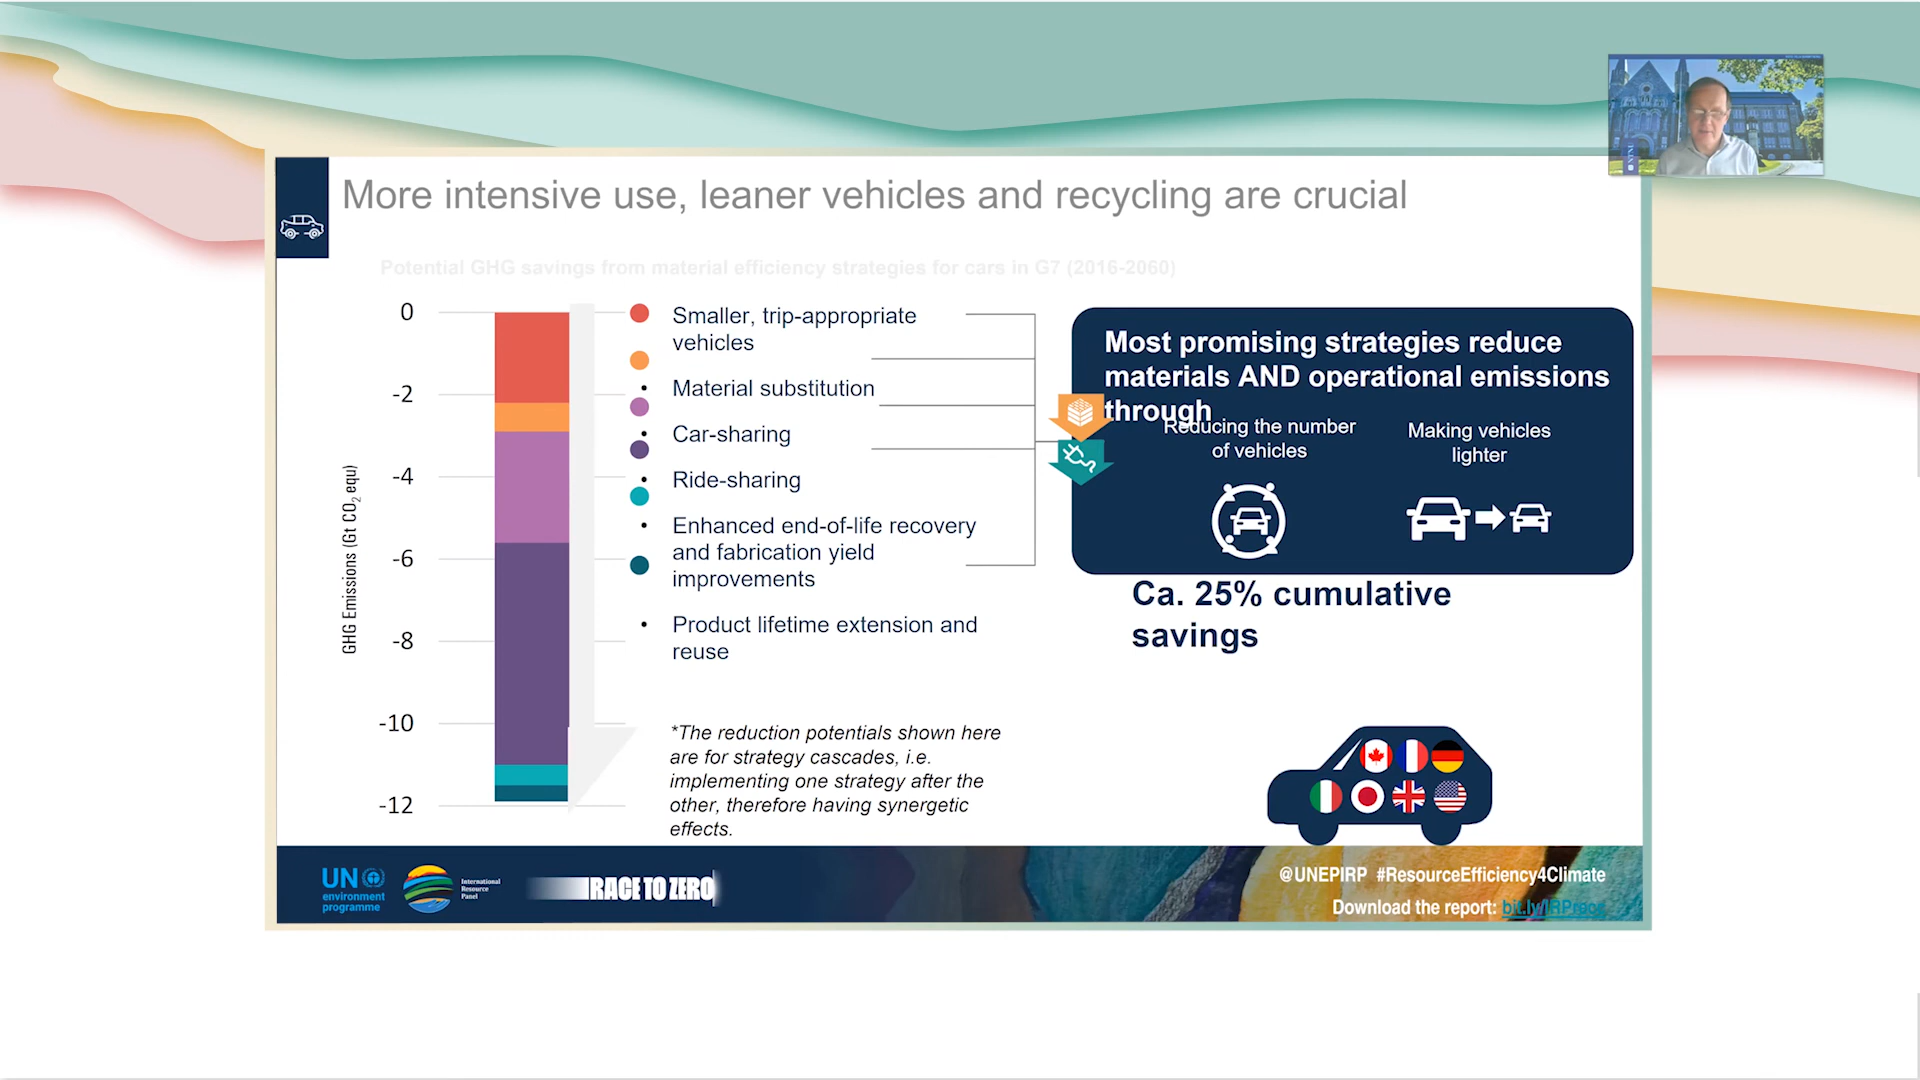 More intensive use, leaner vehicles and recycling are crucial
Potential GHG savings from material efficiency strategies for cars in G7 (2016-2060)
GHG Emissions (Gt CO2 equ)
0
-2
-4
-6
-8
-10
-12
Smaller, trip-appropriate
vehicles
• Material substitution
• Car-sharing
• Ride-sharing
• Enhanced end-of-life recovery
and fabrication yield
improvements
• Product lifetime extension and
reuse
*The reduction potentials shown here
are for strategy cascades, i.e.
implementing one strategy after the
other, therefore having synergetic
effects.
Most promising strategies reduce
materials AND operational emissions
through
Reducing the number
of vehicles
Making vehicles
lighter
Ca. 25% cumulative
savings
UN
environment
programme
International
Resource
Panel
RACE TO ZERO
@UNEPIRP #ResourceEfficiency4Climate
Download the report:
NTNU